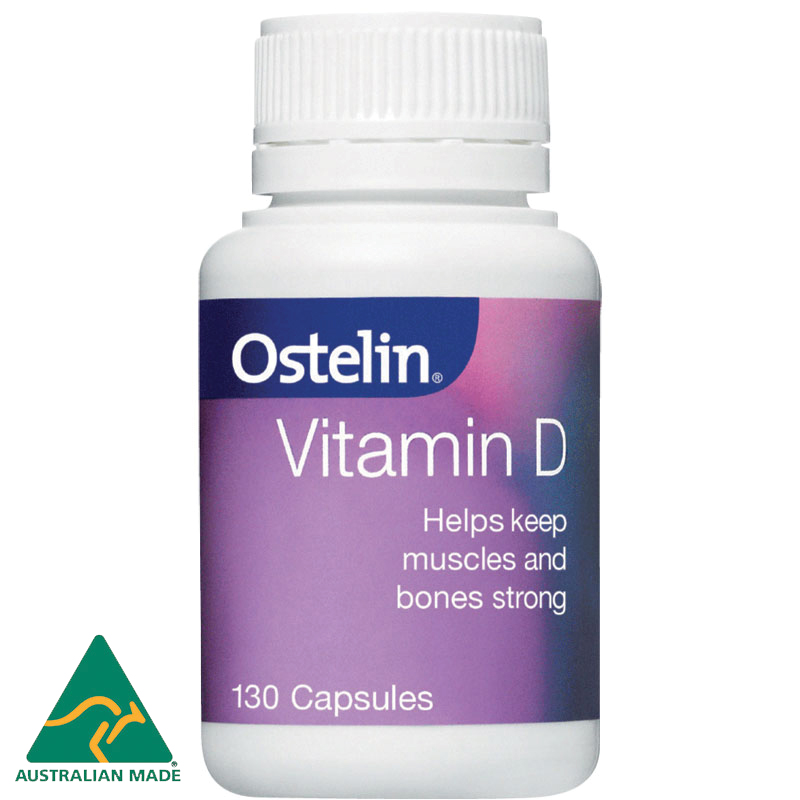 Ostelin®
Vitamin D
Helps keep
muscles and
bones strong
130 Capsules
AUSTRALIAN MADE®